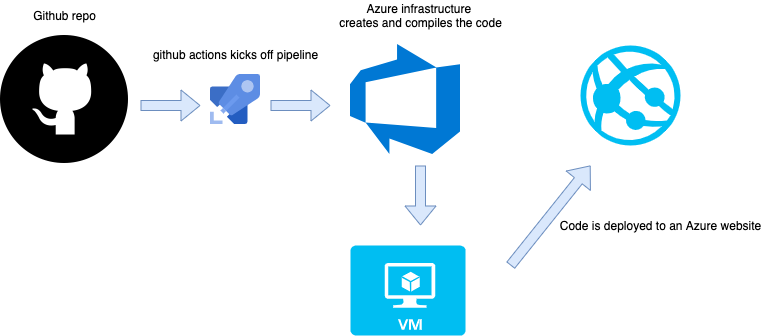 Github repo
github actions kicks off pipeline
Azure infrastructure
creates and compiles the code
VM
Code is deployed to an Azure website